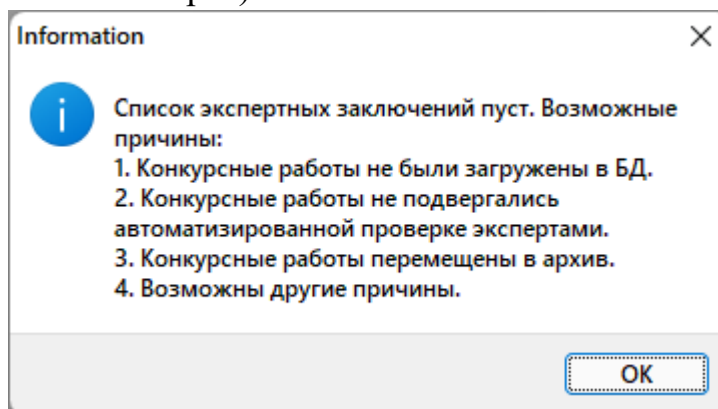 Information
Список экспертных заключений пуст. Возможные
причины:
1. Конкурсные работы не были загружены в БД.
2. Конкурсные работы не подвергались
автоматизированной проверке экспертами.
3. Конкурсные работы перемещены в архив.
4. Возможны другие причины.
OK